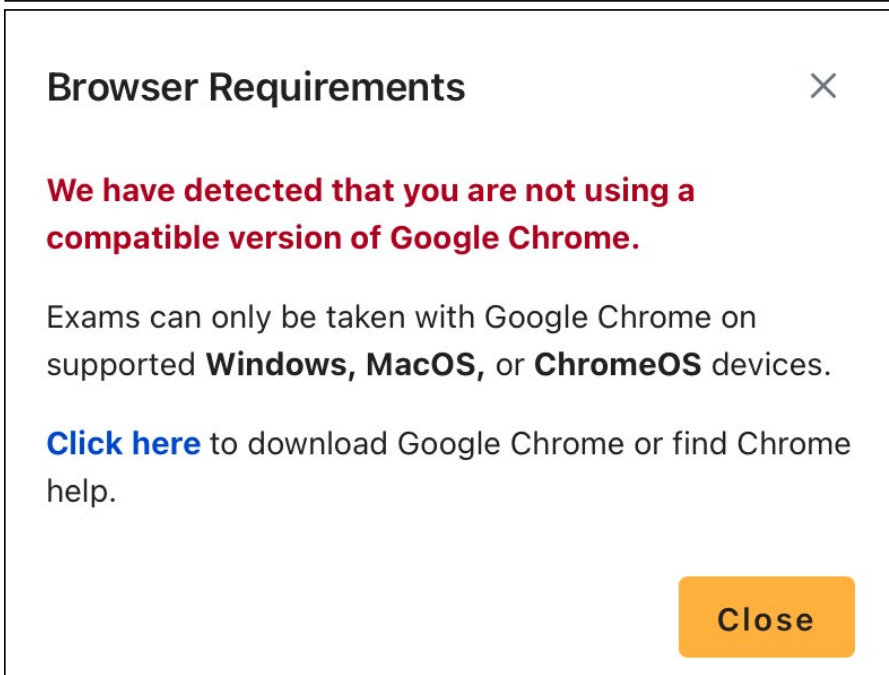 Browser Requirements
We have detected that you are not using a
compatible version of Google Chrome.
Exams can only be taken with Google Chrome on
supported Windows, MacOS, or ChromeOS devices.
Click here to download Google Chrome or find Chrome
help.
Close